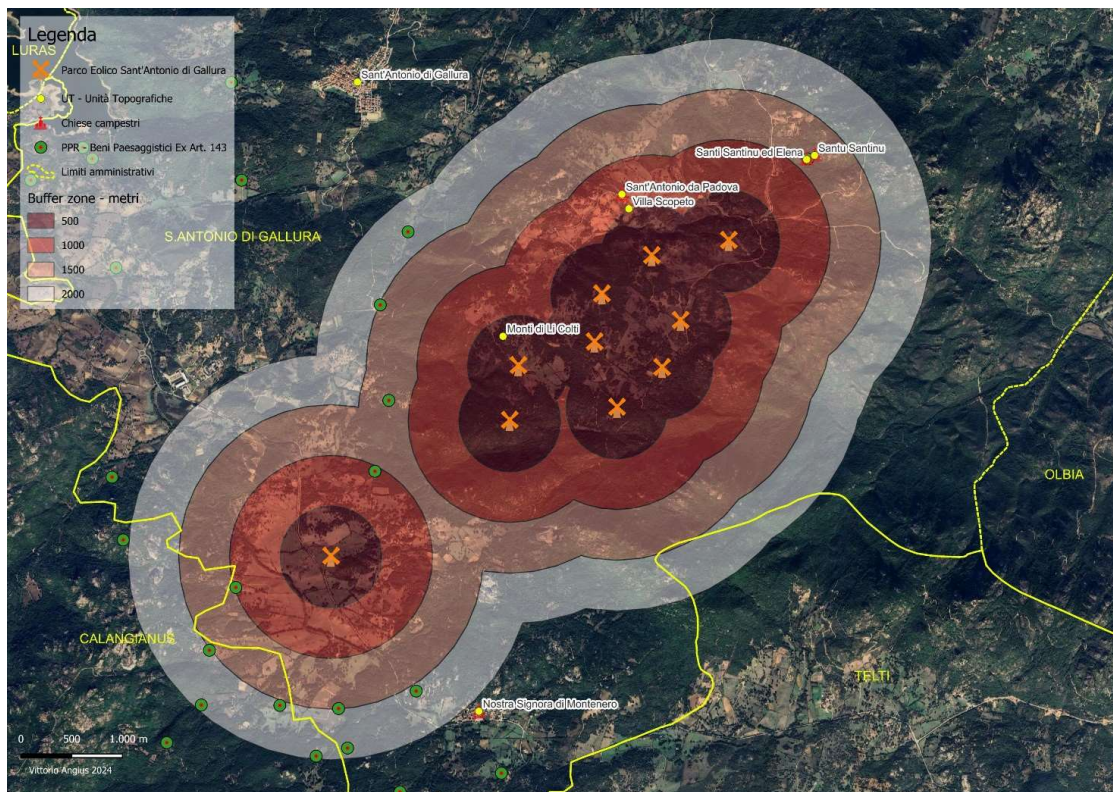 Legenda
LURAS
Parco Eolico Sant'Antonio di Gallura
UT - Unità Topografiche
Chiese campestri
PPR - Beni Paesaggistici Ex Art. 143
Limiti amministrativi
Buffer zone - metri
500
1000
1500
2000
Sant'Antonio di Gallura
Santi Santinu ed Elena
Santu Santinu
Sant'Antonio da Padova
Villa Scopeto
S.ANTONIO DI GALLURA
Monti di Li Colti
OLBIA
CALANGIANUS
TELTI
Nostra Signora di Montenero
0 500 1.000 m
Vittorio Angius 2024